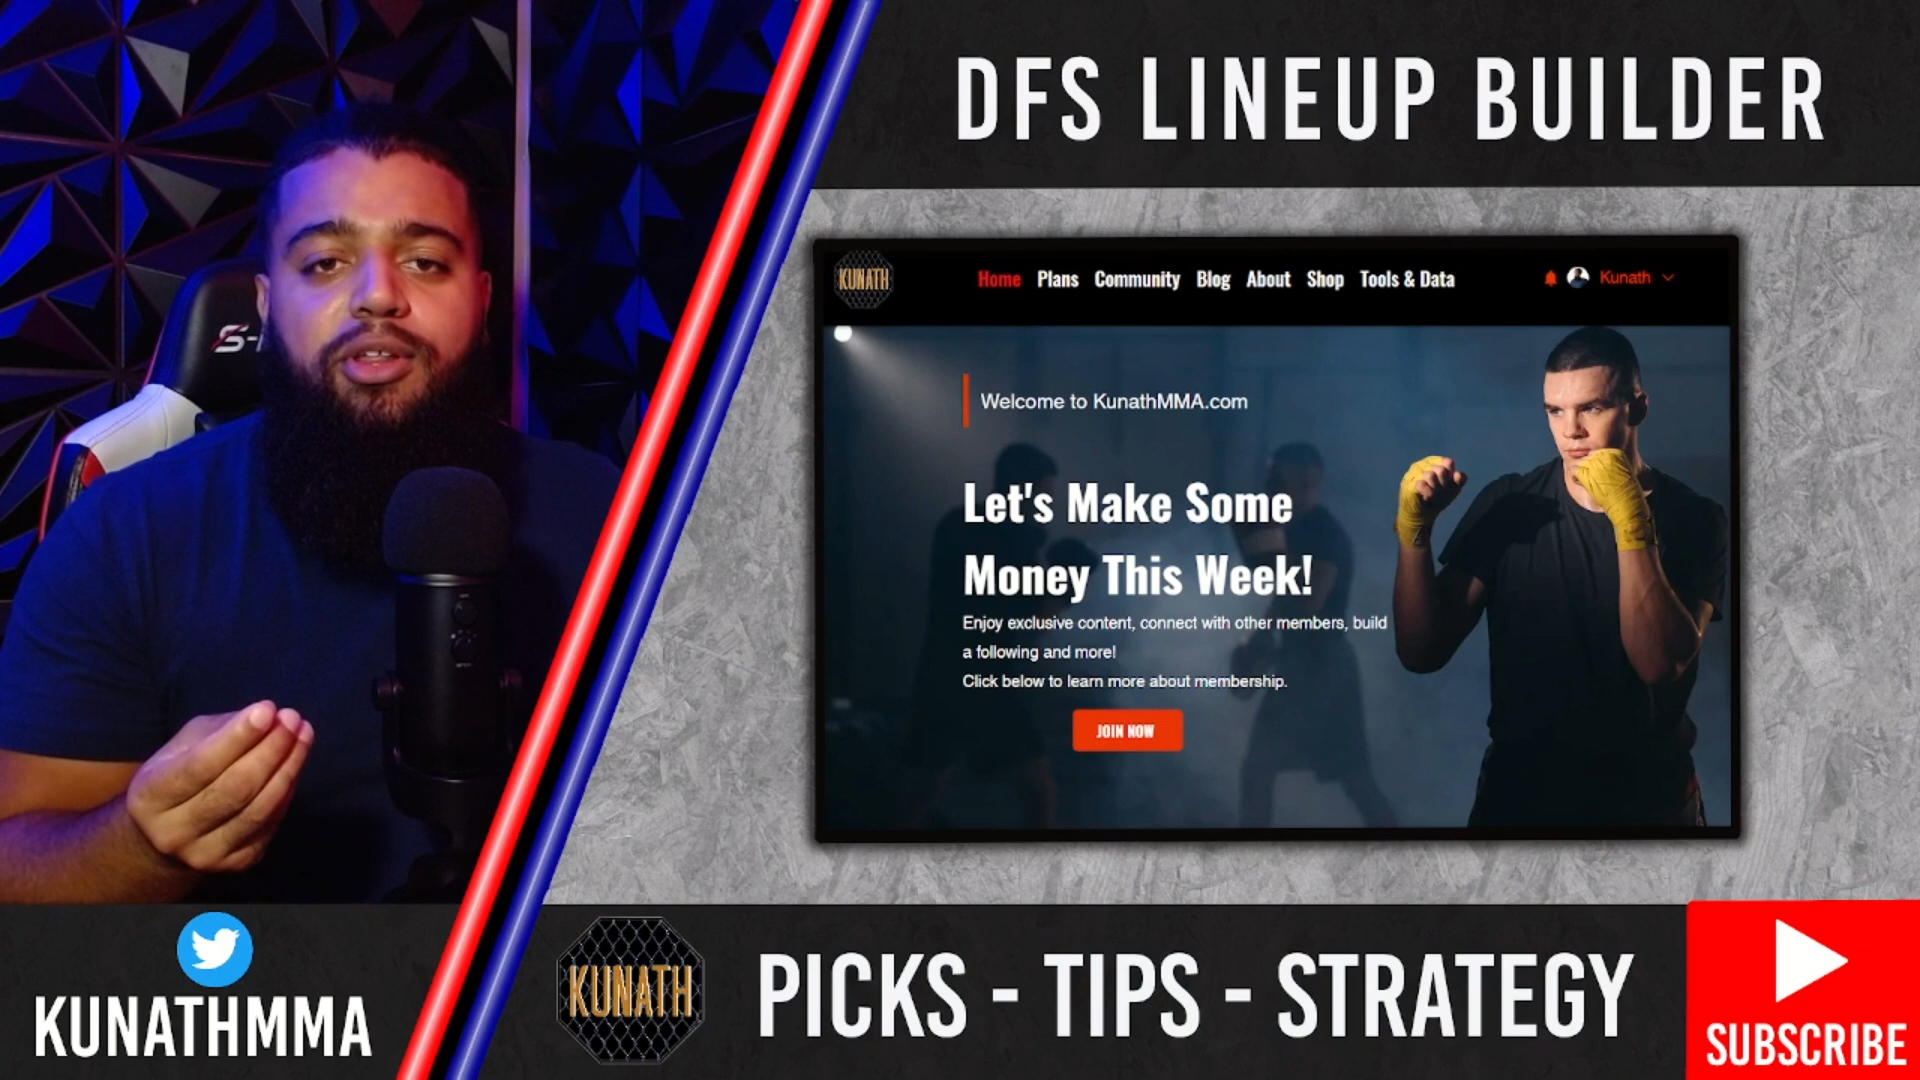 DFS LINEUP BUILDER
KUNATH
Home Plans Community Blog About Shop Tools & Data
Kunath
Welcome to KunathMMA.com
Let's Make Some
Money This Week!
Enjoy exclusive content, connect with other members, build
a following and more!
Click below to learn more about membership.
JOIN NOW
KUNATHMMA
KUNATH
PICKS - TIPS - STRATEGY
SUBSCRIBE